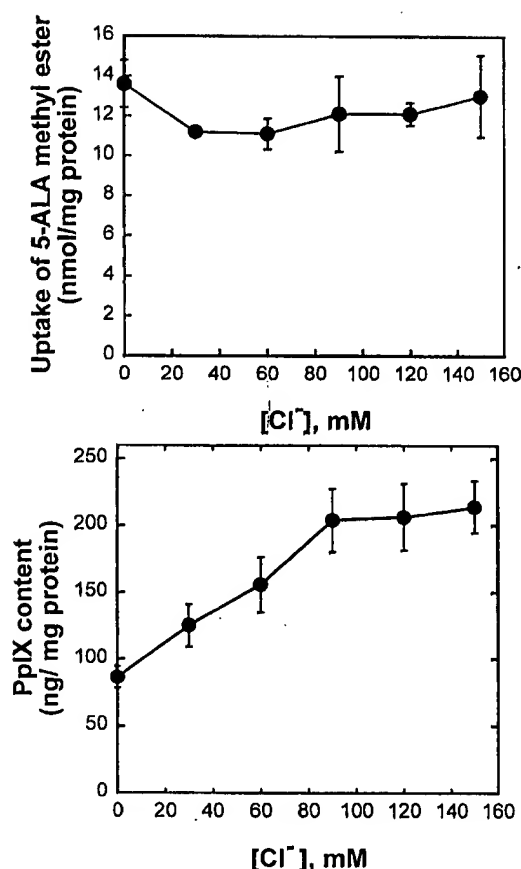 Uptake of 5-ALA methyl ester
(nmol/mg protein)
16
14
12
10
8
6
4
2
0
0 20 40 60 80 100 120 140 160
[Cl⁻], mM
PpIX content
(ng/ mg protein)
250
200
150
100
50
0
0 20 40 60 80 100 120 140 160
[Cl⁻], mM